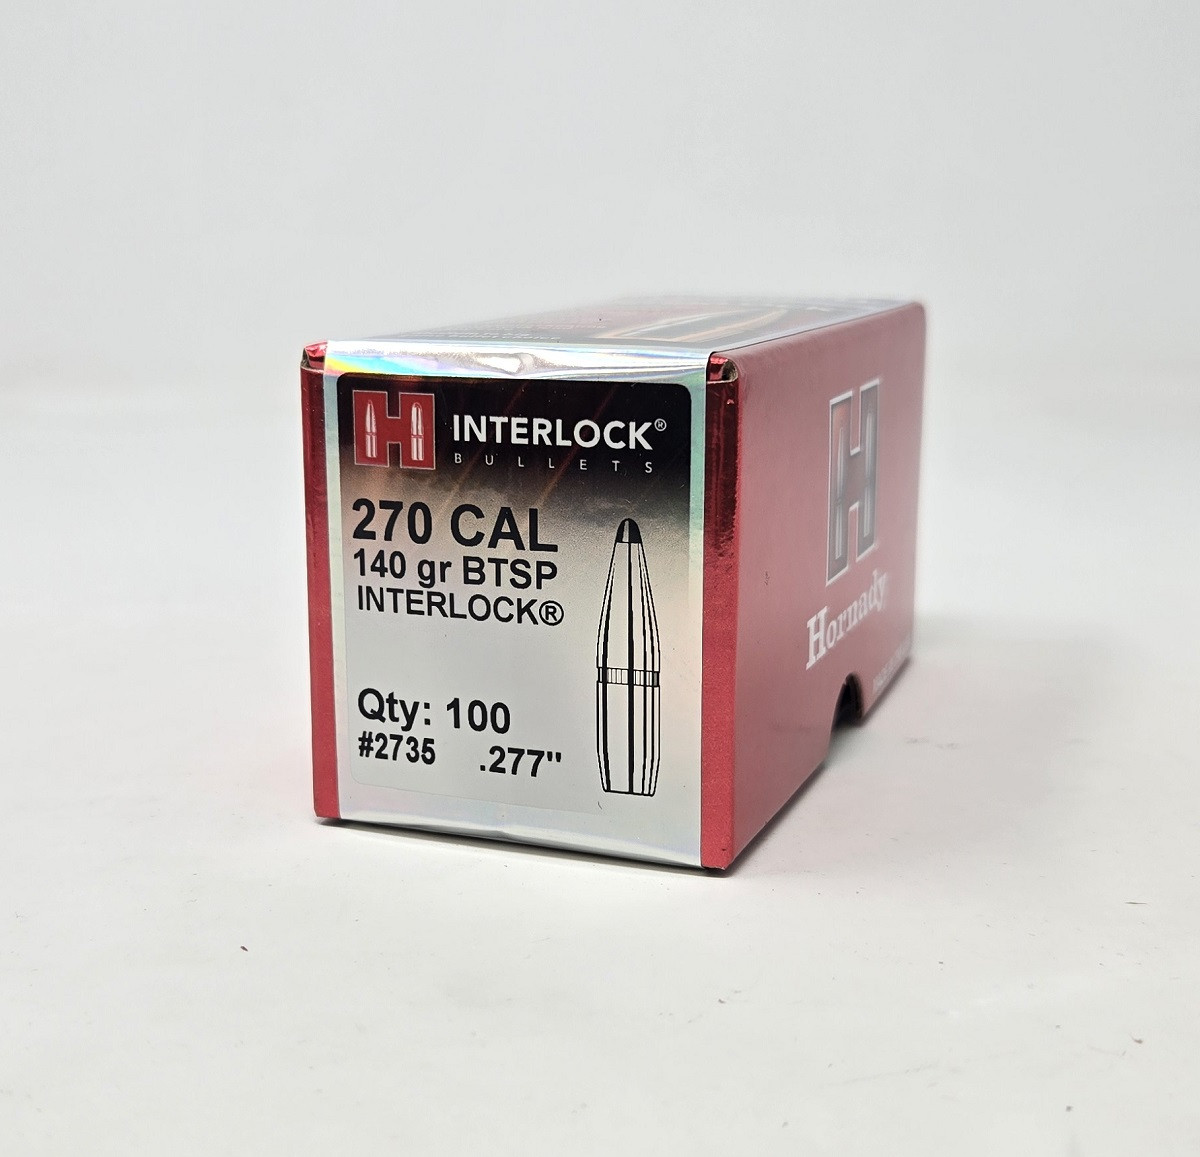 INTERLOCK®
BULLETS
270 CAL
140 gr BTSP
INTERLOCK®
Qty: 100
#2735 .277"
H
Hornady